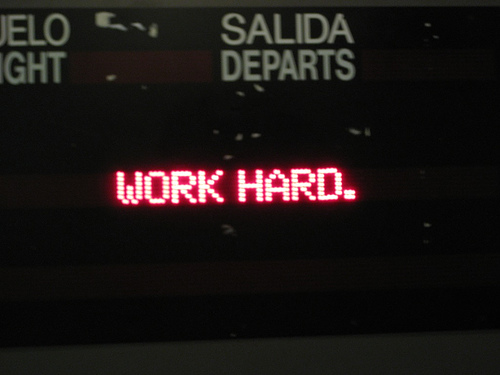 UELO SALIDA
IGHT DEPARTS
WORK HARD.